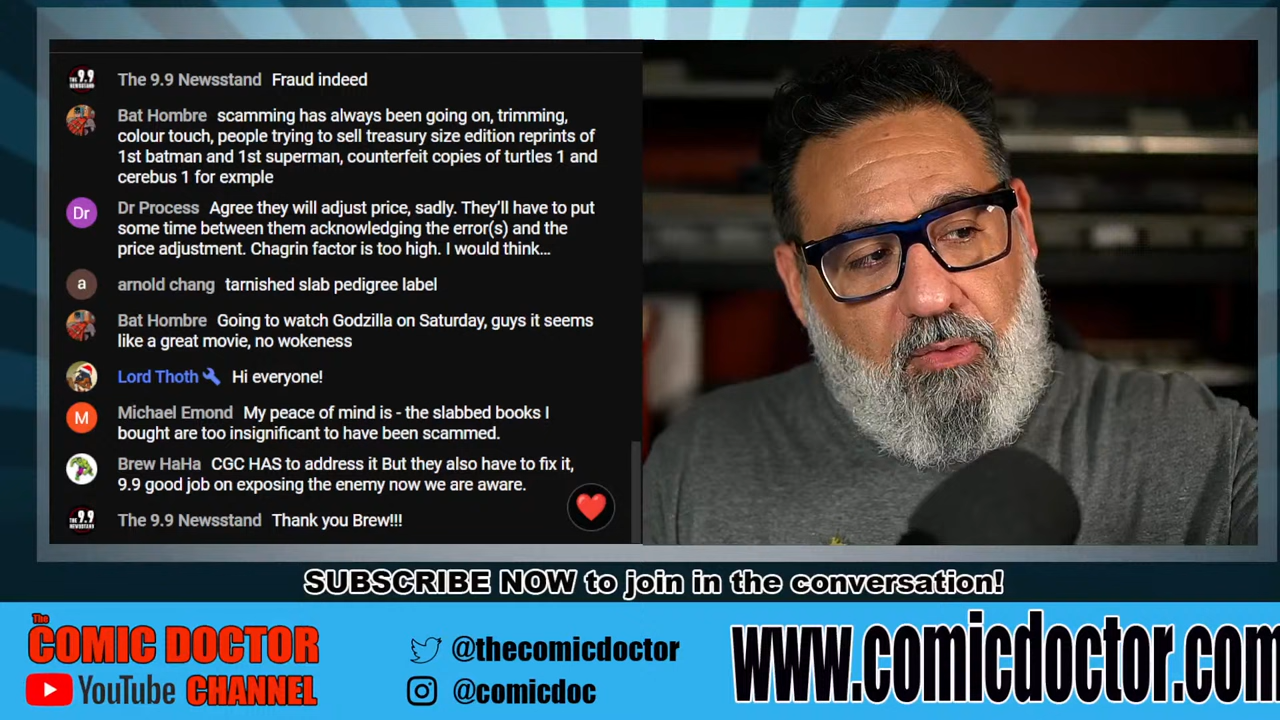 The 9.9 Newsstand Fraud indeed
Bat Hombre scamming has always been going on, trimming,
colour touch, people trying to sell treasury size edition reprints of
1st batman and 1st superman, counterfeit copies of turtles 1 and
cerebus 1 for exmple
Dr
Dr Process Agree they will adjust price, sadly. They'll have to put
some time between them acknowledging the error(s) and the
price adjustment. Chagrin factor is too high. I would think...
a
arnold chang tarnished slab pedigree label
Bat Hombre Going to watch Godzilla on Saturday, guys it seems
like a great movie, no wokeness
Lord Thoth Hi everyone!
M
Michael Emond My peace of mind is - the slabbed books I
bought are too insignificant to have been scammed.
Brew HaHa CGC HAS to address it But they also have to fix it,
9.9 good job on exposing the enemy now we are aware.
The 9.9 Newsstand Thank you Brew!!!
SUBSCRIBE NOW to join in the conversation!
The
COMIC DOCTOR
YouTube CHANNEL
@thecomicdoctor
@comicdoc
www.comicdoctor.com